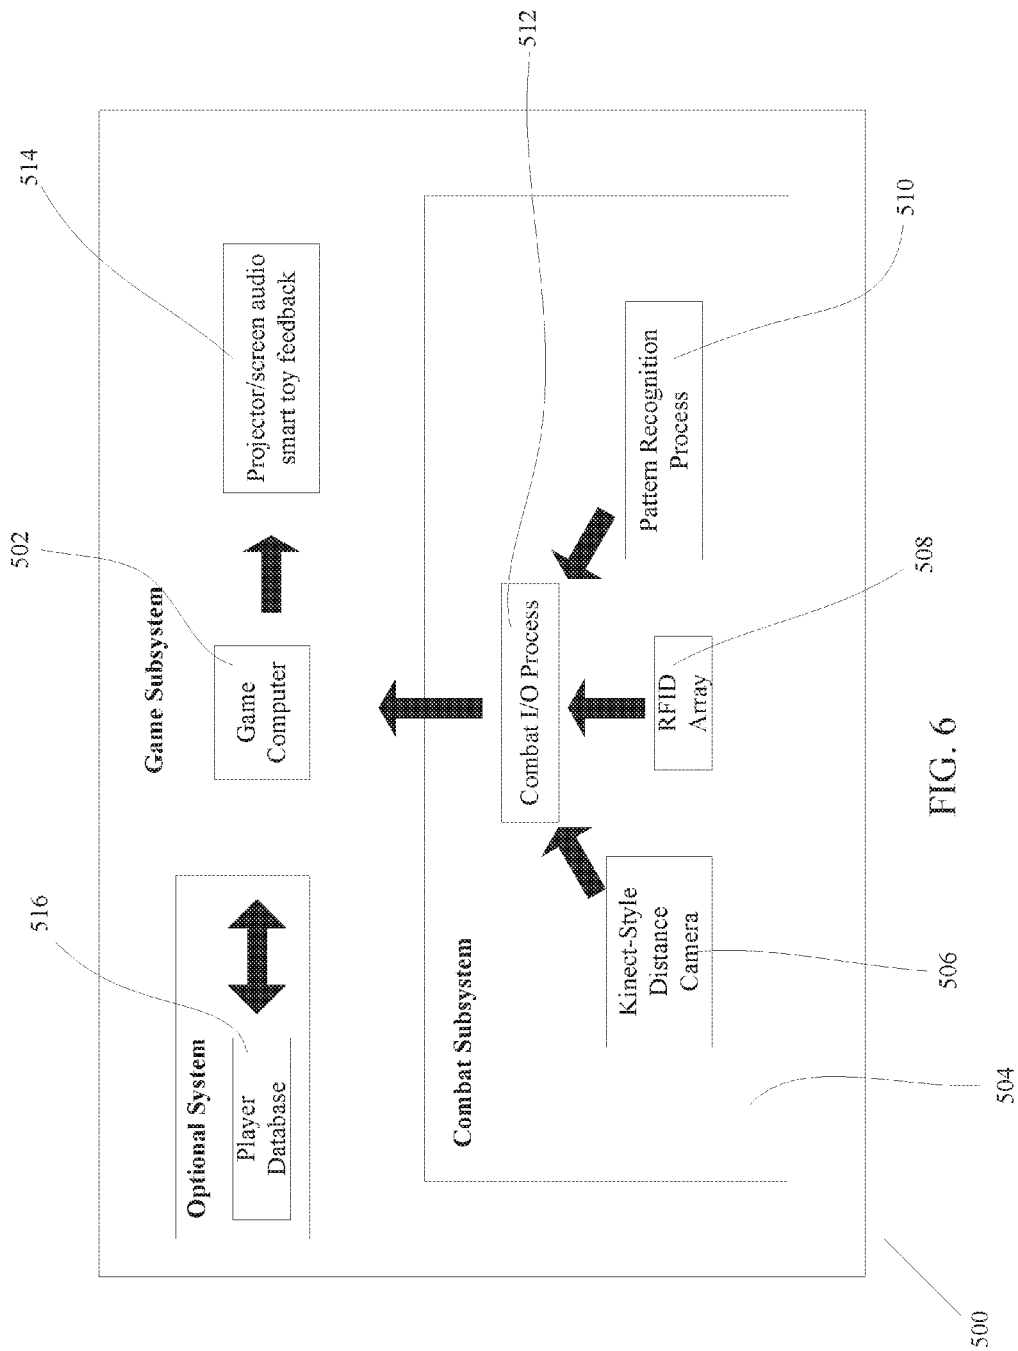 Game Subsystem
502
514
512
Optional System
516
Player
Database
Game
Computer
Projector/screen audio
smart toy feedback
Combat Subsystem
Combat I/O Process
Kinect-Style
Distance
Camera
RFID
Array
Pattern Recognition
Process
500
504
506
508
510
FIG. 6